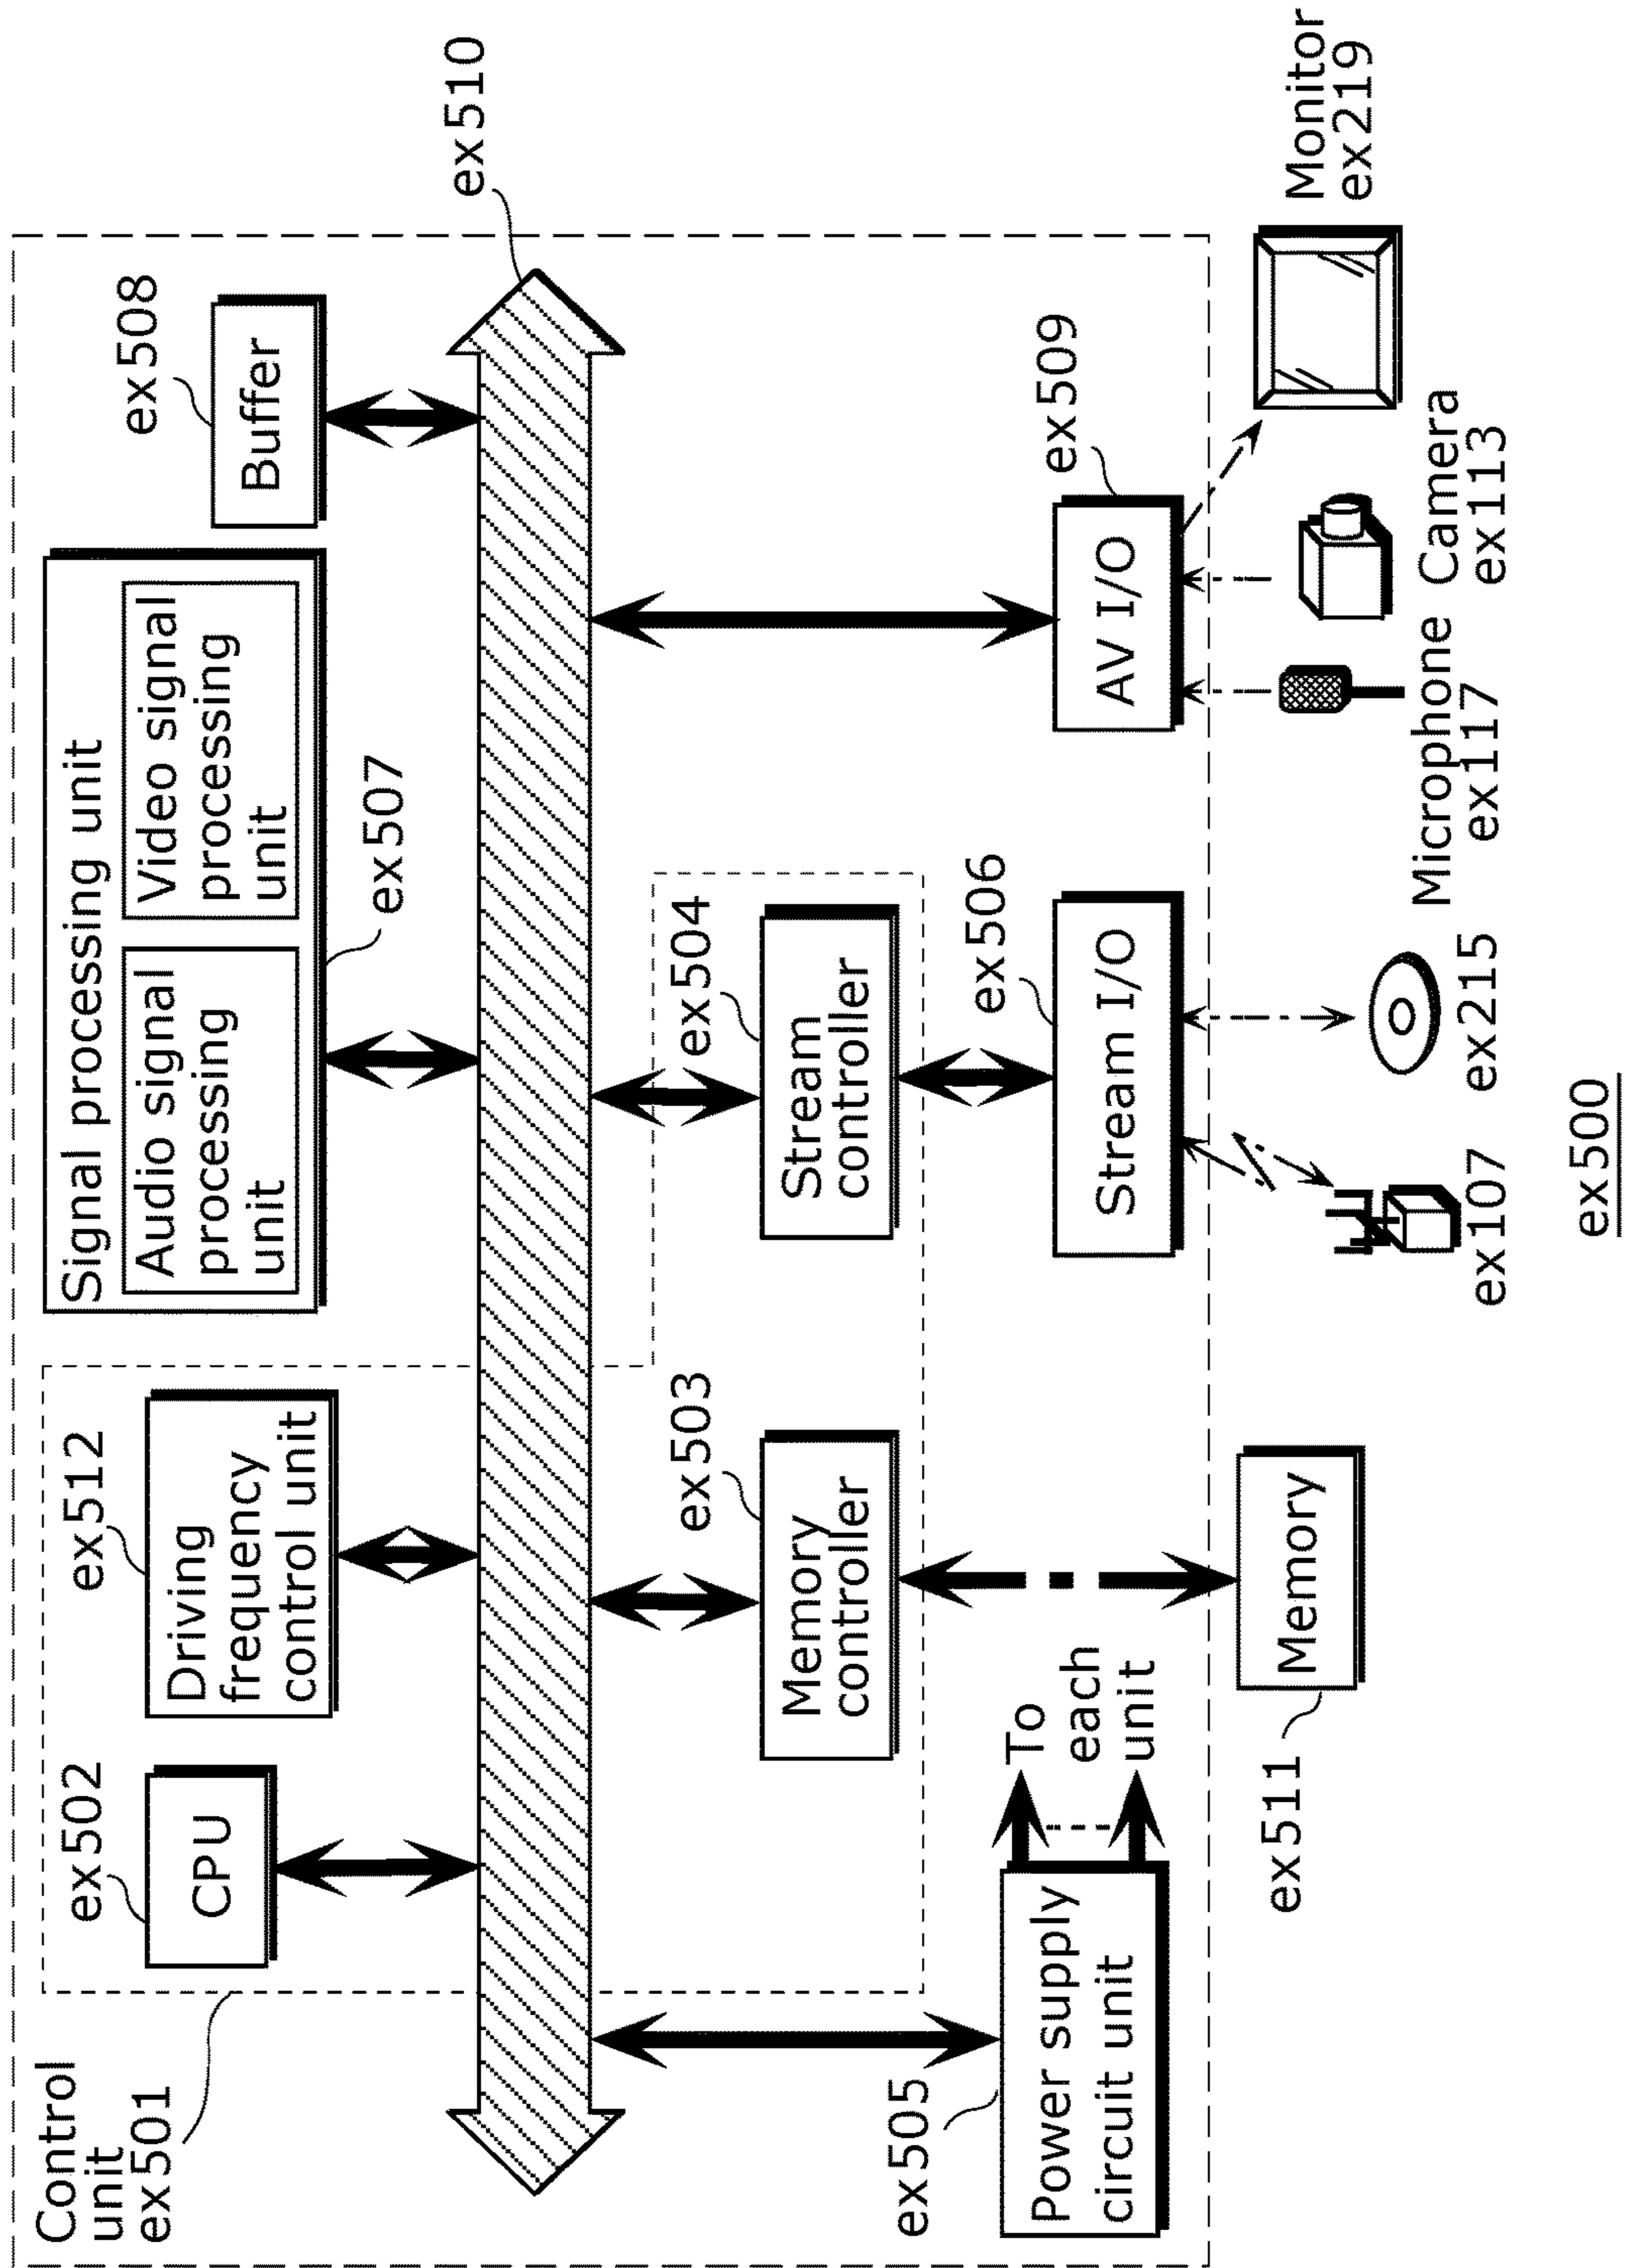 Control
unit
ex501
ex502
CPU
ex512
Driving
frequency
control unit
Signal processing unit
Audio signal
processing
unit
Video signal
processing
unit
ex507
ex508
Buffer
ex510
ex503
Memory
controller
ex504
Stream
controller
ex505
Power supply
circuit unit
To
each
unit
ex506
Stream I/O
ex509
AV I/O
ex511
Memory
ex107
ex215
Microphone
ex117
Camera
ex113
Monitor
ex219
ex500